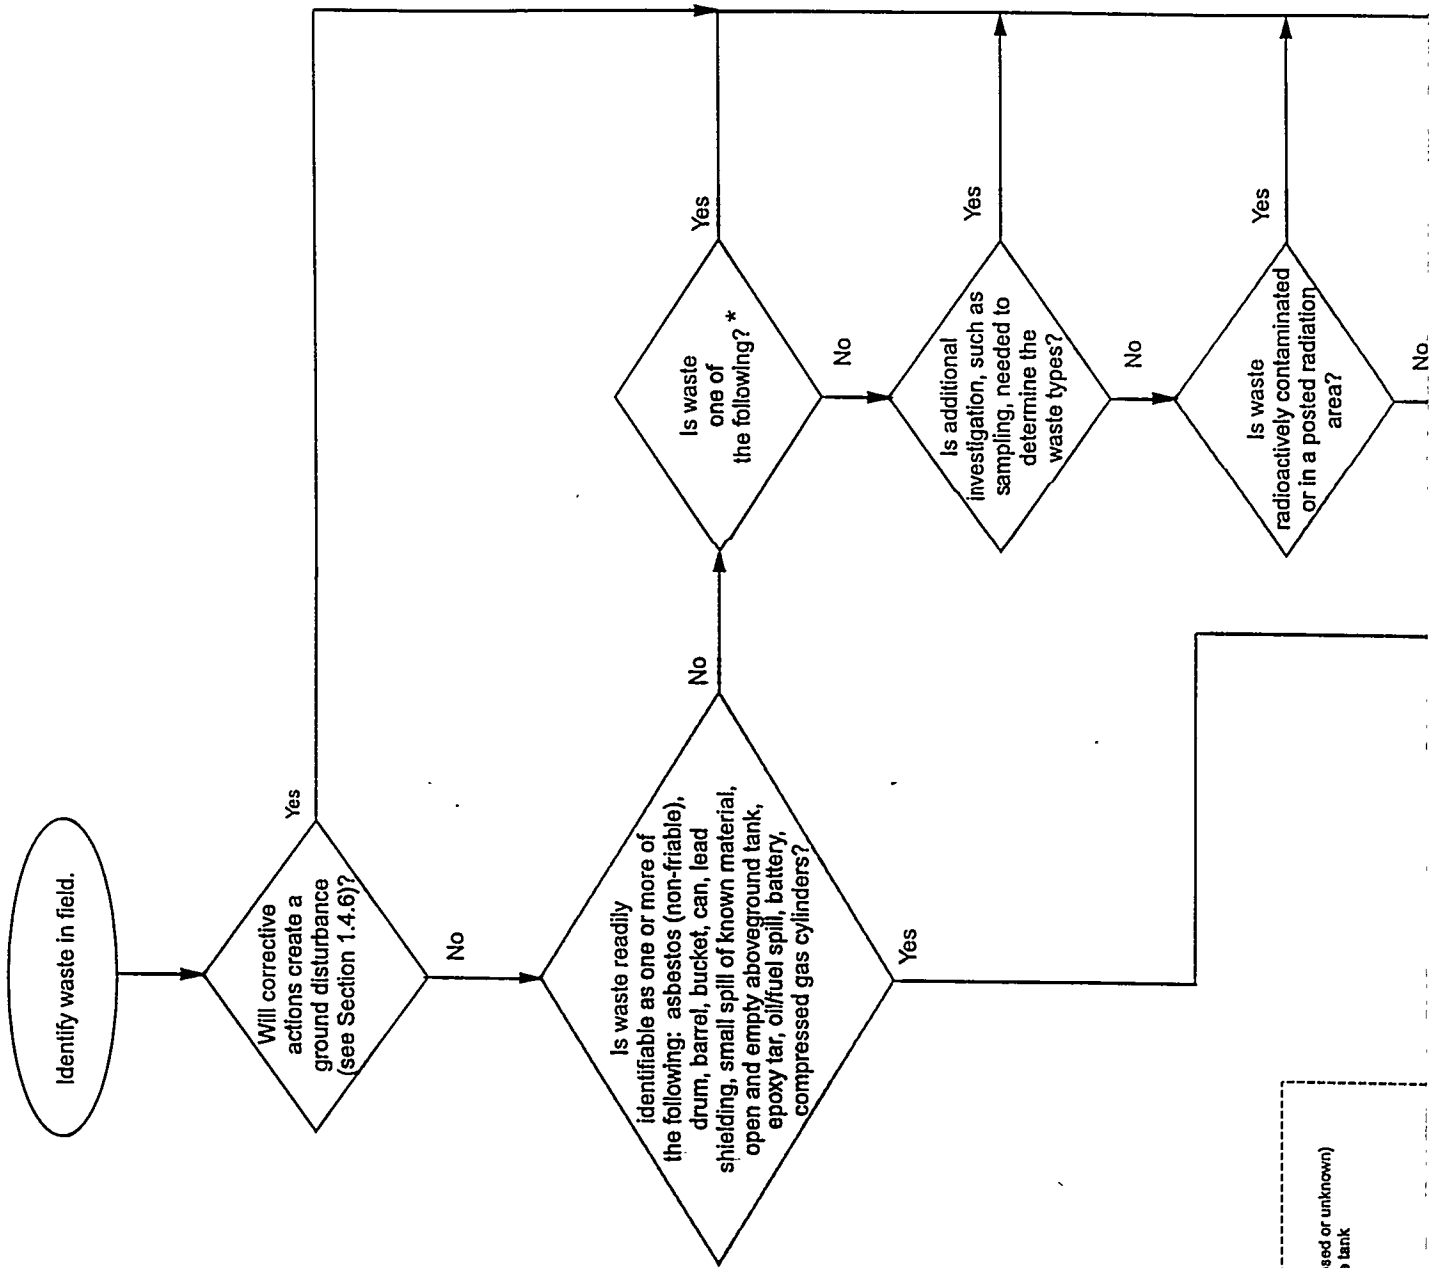 Identify waste in field.
Will corrective
actions create a
ground disturbance
(see Section 1.4.6)?
Yes
No
Is waste readily
identifiable as one or more of
the following: asbestos (non-friable),
drum, barrel, bucket, can, lead
shielding, small spill of known material,
open and empty aboveground tank,
epoxy tar, oil/fuel spill, battery,
compressed gas cylinders?
No
Yes
Is waste
one of
the following? *
Yes
No
Is additional
investigation, such as
sampling, needed to
determine the
waste types?
Yes
No
Is waste
radioactively contaminated
or in a posted radiation
area?
Yes
No
or unknown)
tank